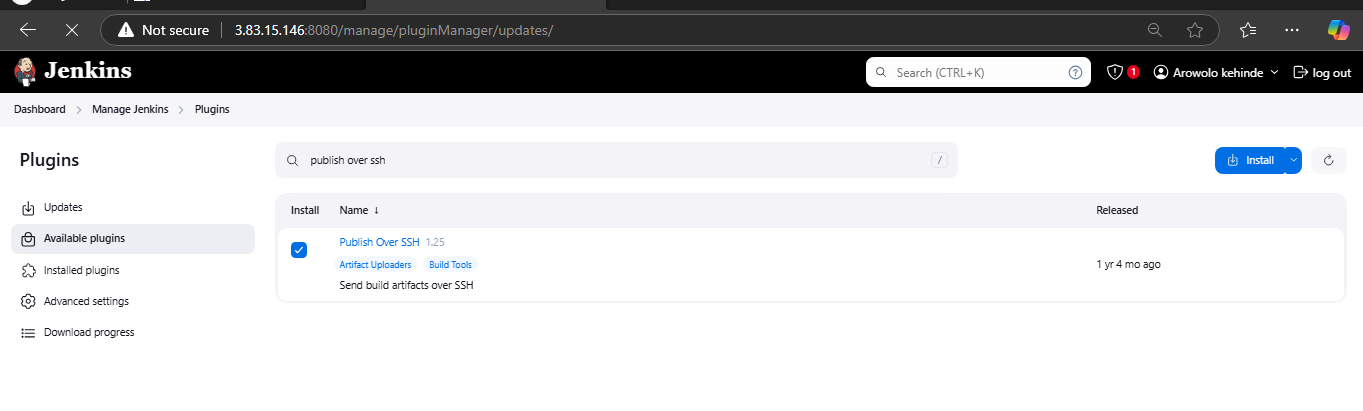 Not secure 3.83.15.146:8080/manage/pluginManager/updates/
Jenkins
Search (CTRL+K) ? 1 Arowolo kehinde log out
Dashboard > Manage Jenkins > Plugins
Plugins
publish over ssh /
Install
Updates
Available plugins
Installed plugins
Advanced settings
Download progress
Install Name ↓ Released
Publish Over SSH 1.25
Artifact Uploaders Build Tools
Send build artifacts over SSH
1 yr 4 mo ago